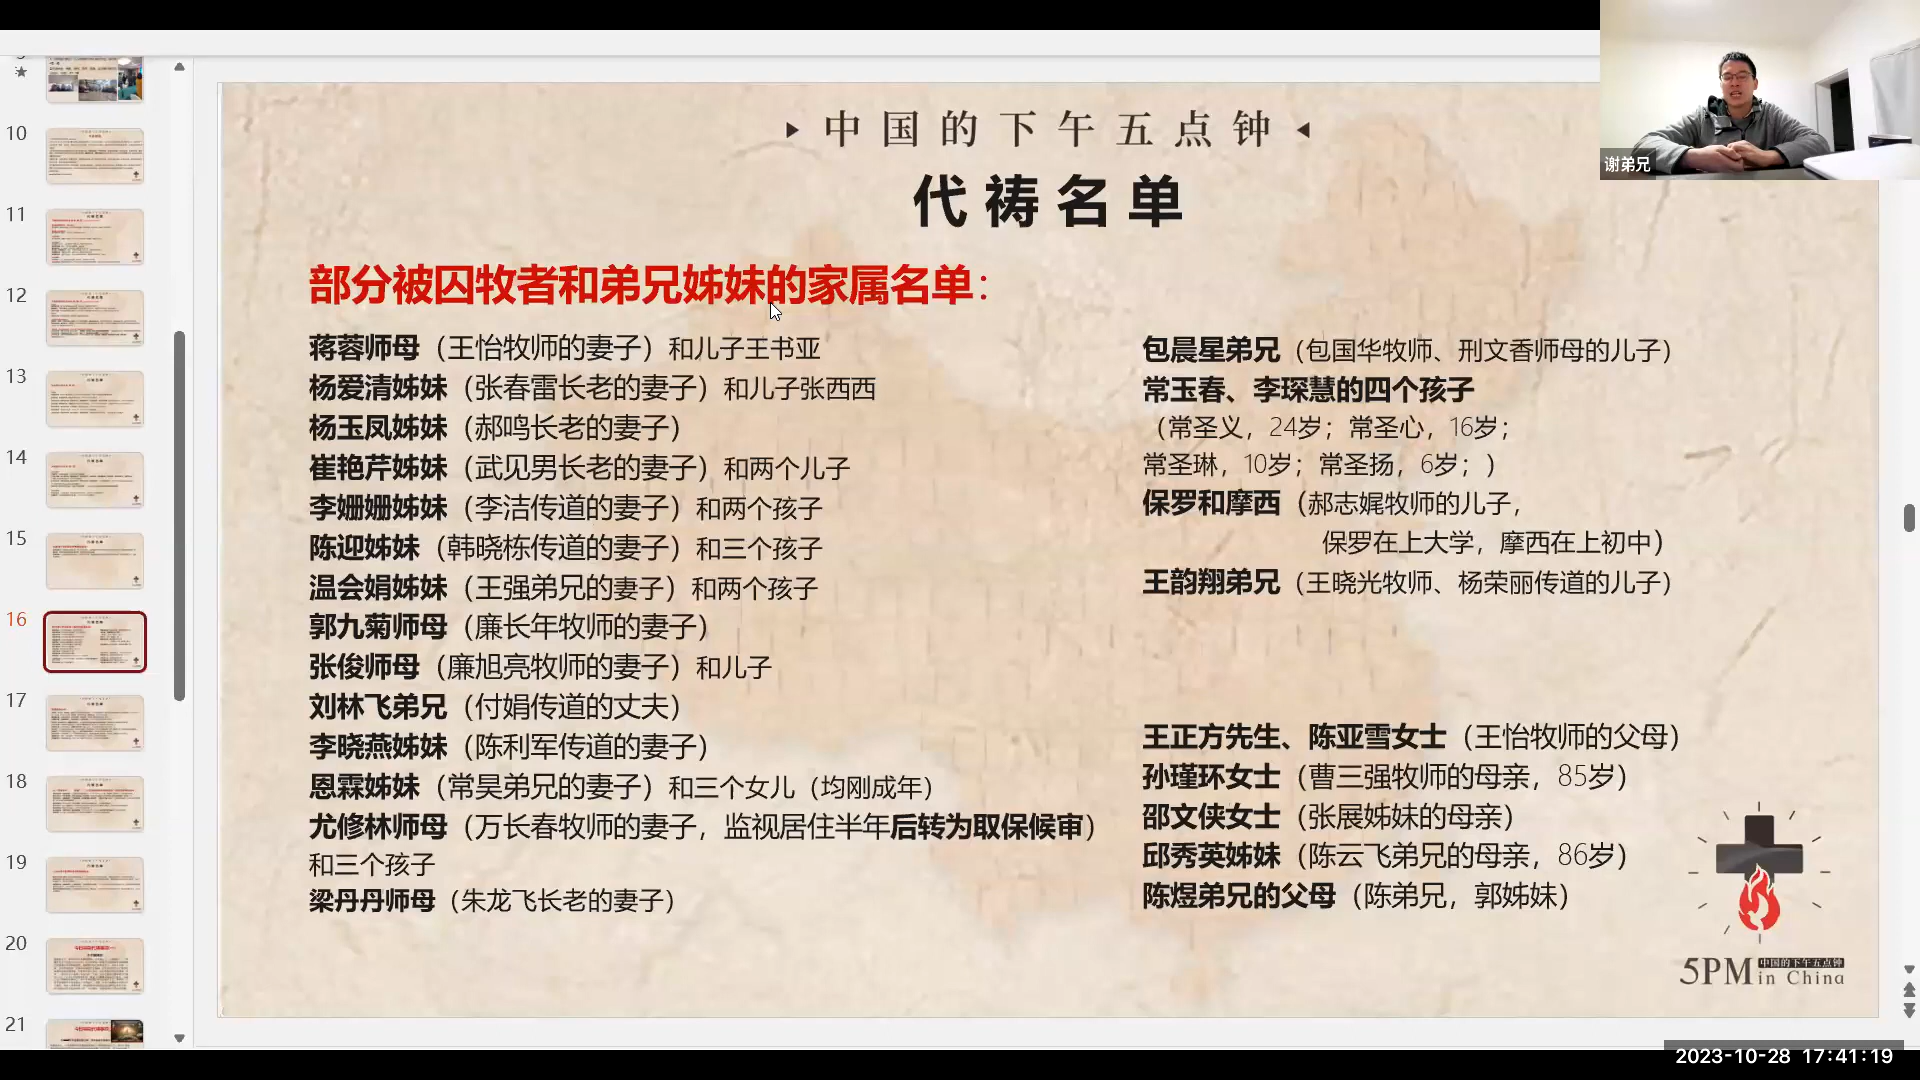 中国的下午五点钟
代祷名单
谢弟兄
部分被囚牧者和弟兄姊妹的家属名单：
蒋蓉师母（王怡牧师的妻子）和儿子王书亚
杨爱清姊妹（张春雷长老的妻子）和儿子张西西
杨玉凤姊妹（郝鸣长老的妻子）
崔艳芹姊妹（武见男长老的妻子）和两个儿子
李姗姗姊妹（李洁传道的妻子）和两个孩子
陈迎姊妹（韩晓栋传道的妻子）和三个孩子
温会娟姊妹（王强弟兄的妻子）和两个孩子
郭九菊师母（廉长年牧师的妻子）
张俊师母（廉旭亮牧师的妻子）和儿子
刘林飞弟兄（付娟传道的丈夫）
李晓燕姊妹（陈利军传道的妻子）
恩霖姊妹（常昊弟兄的妻子）和三个女儿（均刚成年）
尤修林师母（万长春牧师的妻子，监视居住半年后转为取保候审）
和三个孩子
梁丹丹师母（朱龙飞长老的妻子）
包晨星弟兄（包国华牧师、刑文香师母的儿子）
常玉春、李琛慧的四个孩子
（常圣义，24岁；常圣心，16岁；
常圣琳，10岁；常圣扬，6岁；）
保罗和摩西（郝志娓牧师的儿子，
保罗在上大学，摩西在上初中）
王韵翔弟兄（王晓光牧师、杨荣丽传道的儿子）
王正方先生、陈亚雪女士（王怡牧师的父母）
孙瑾环女士（曹三强牧师的母亲，85岁）
邵文侠女士（张展姊妹的母亲）
邱秀英姊妹（陈云飞弟兄的母亲，86岁）
陈煜弟兄的父母（陈弟兄，郭姊妹）
5PM 中国的下午五点钟
in China
10
11
12
13
14
15
16
17
18
19
20
21
2023-10-28 17:41:19